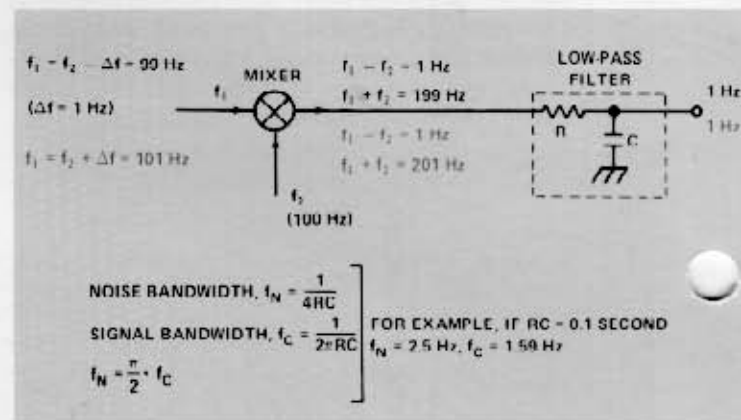 f₁ = f₂ − Δf = 99 Hz
(Δf = 1 Hz)
f₁ = f₂ + Δf = 101 Hz
MIXER
f₁
f₂
(100 Hz)
f₁ − f₂ = 1 Hz
f₁ + f₂ = 199 Hz
f₁ − f₂ = 1 Hz
f₁ + f₂ = 201 Hz
LOW-PASS
FILTER
R
C
1 Hz
1 Hz
NOISE BANDWIDTH, f_N = 1/4RC
SIGNAL BANDWIDTH, f_C = 1/2πRC
f_N = π/2 · f_C
FOR EXAMPLE, IF RC = 0.1 SECOND
f_N = 2.5 Hz, f_C = 1.59 Hz